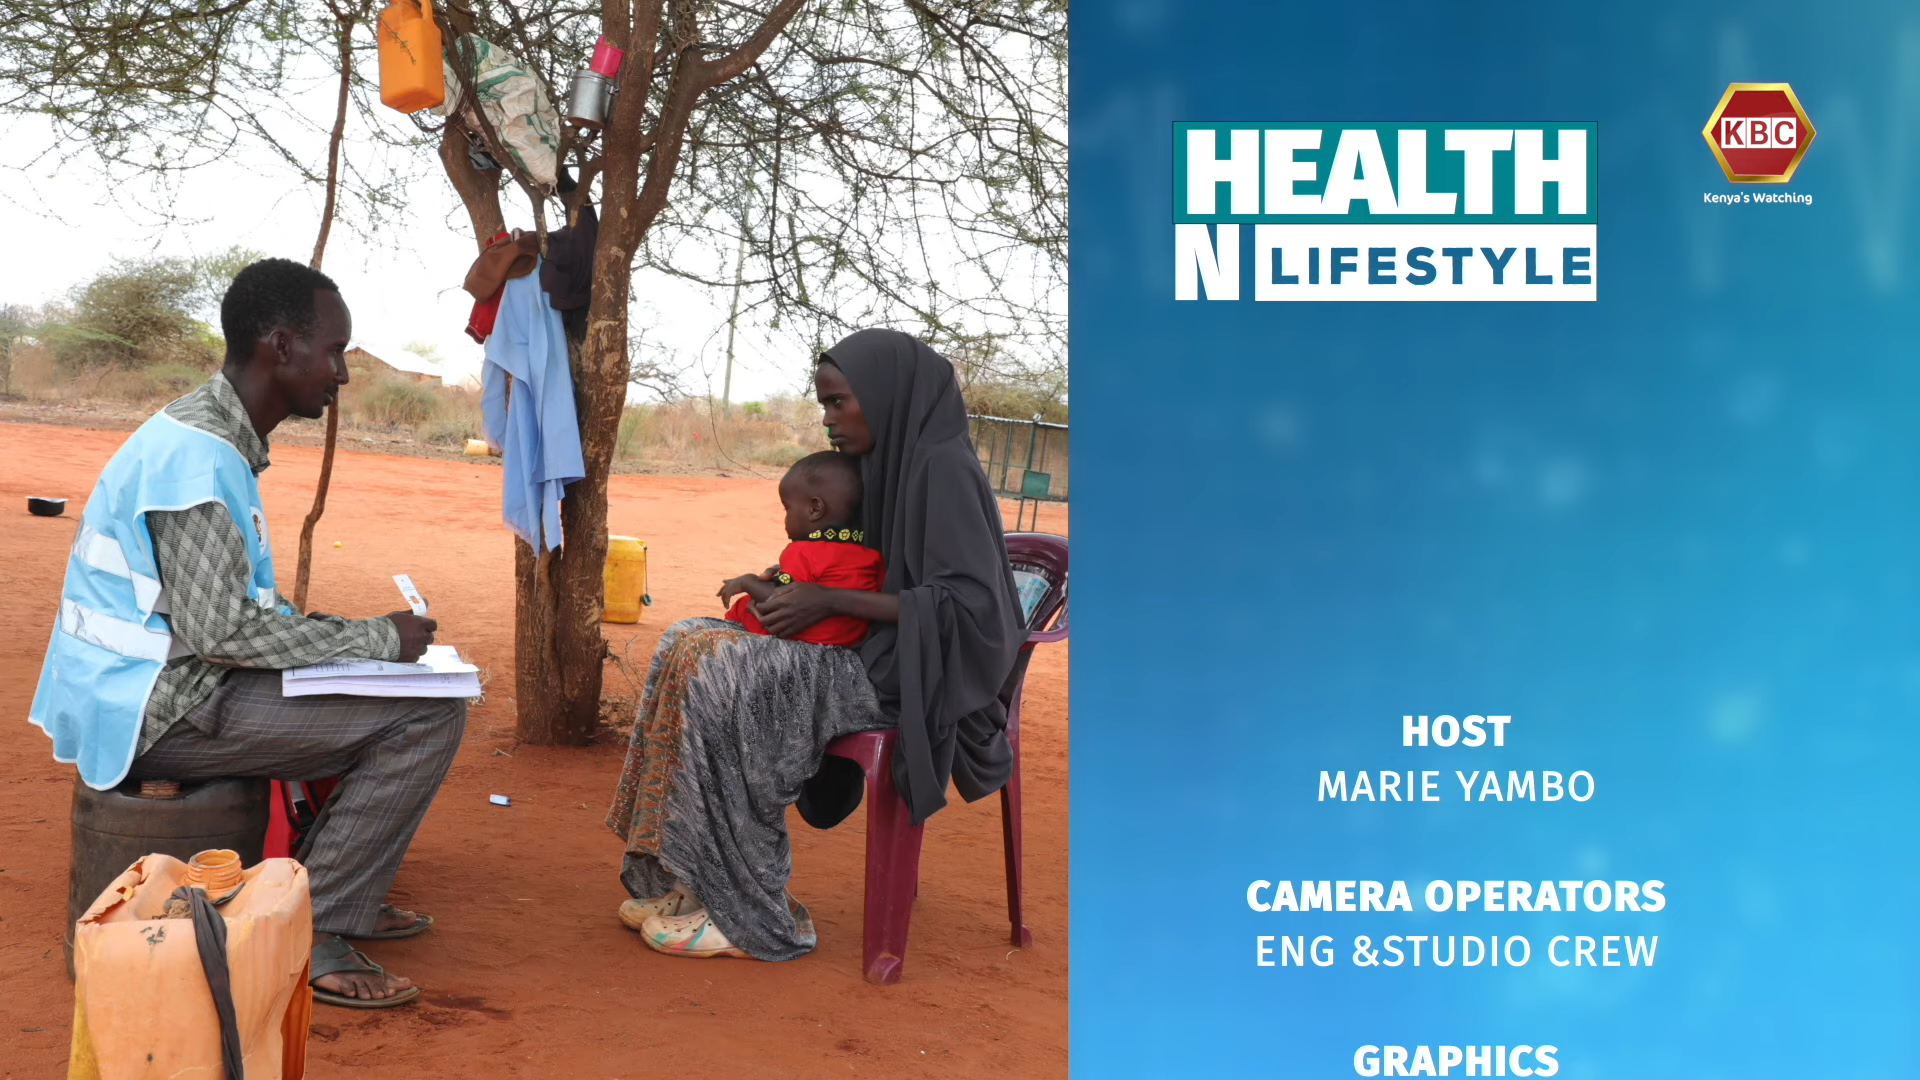 HEALTH
N LIFESTYLE
KBC
Kenya's Watching
HOST
MARIE YAMBO
CAMERA OPERATORS
ENG &STUDIO CREW
GRAPHICS